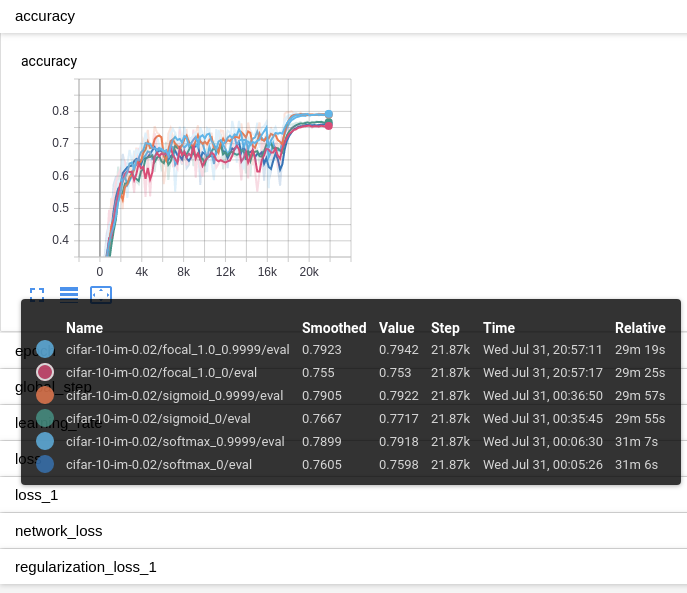 accuracy
accuracy
0.8
0.7
0.6
0.5
0.4
0 4k 8k 12k 16k 20k
Name Smoothed Value Step Time Relative
cifar-10-im-0.02/focal_1.0_0.9999/eval 0.7923 0.7942 21.87k Wed Jul 31, 20:57:11 29m 19s
cifar-10-im-0.02/focal_1.0_0/eval 0.755 0.753 21.87k Wed Jul 31, 20:57:17 29m 25s
global_step
cifar-10-im-0.02/sigmoid_0.9999/eval 0.7905 0.7922 21.87k Wed Jul 31, 00:36:50 29m 57s
learning_rate
cifar-10-im-0.02/sigmoid_0/eval 0.7667 0.7717 21.87k Wed Jul 31, 00:35:45 29m 55s
cifar-10-im-0.02/softmax_0.9999/eval 0.7899 0.7918 21.87k Wed Jul 31, 00:06:30 31m 7s
loss
cifar-10-im-0.02/softmax_0/eval 0.7605 0.7598 21.87k Wed Jul 31, 00:05:26 31m 6s
loss_1
network_loss
regularization_loss_1